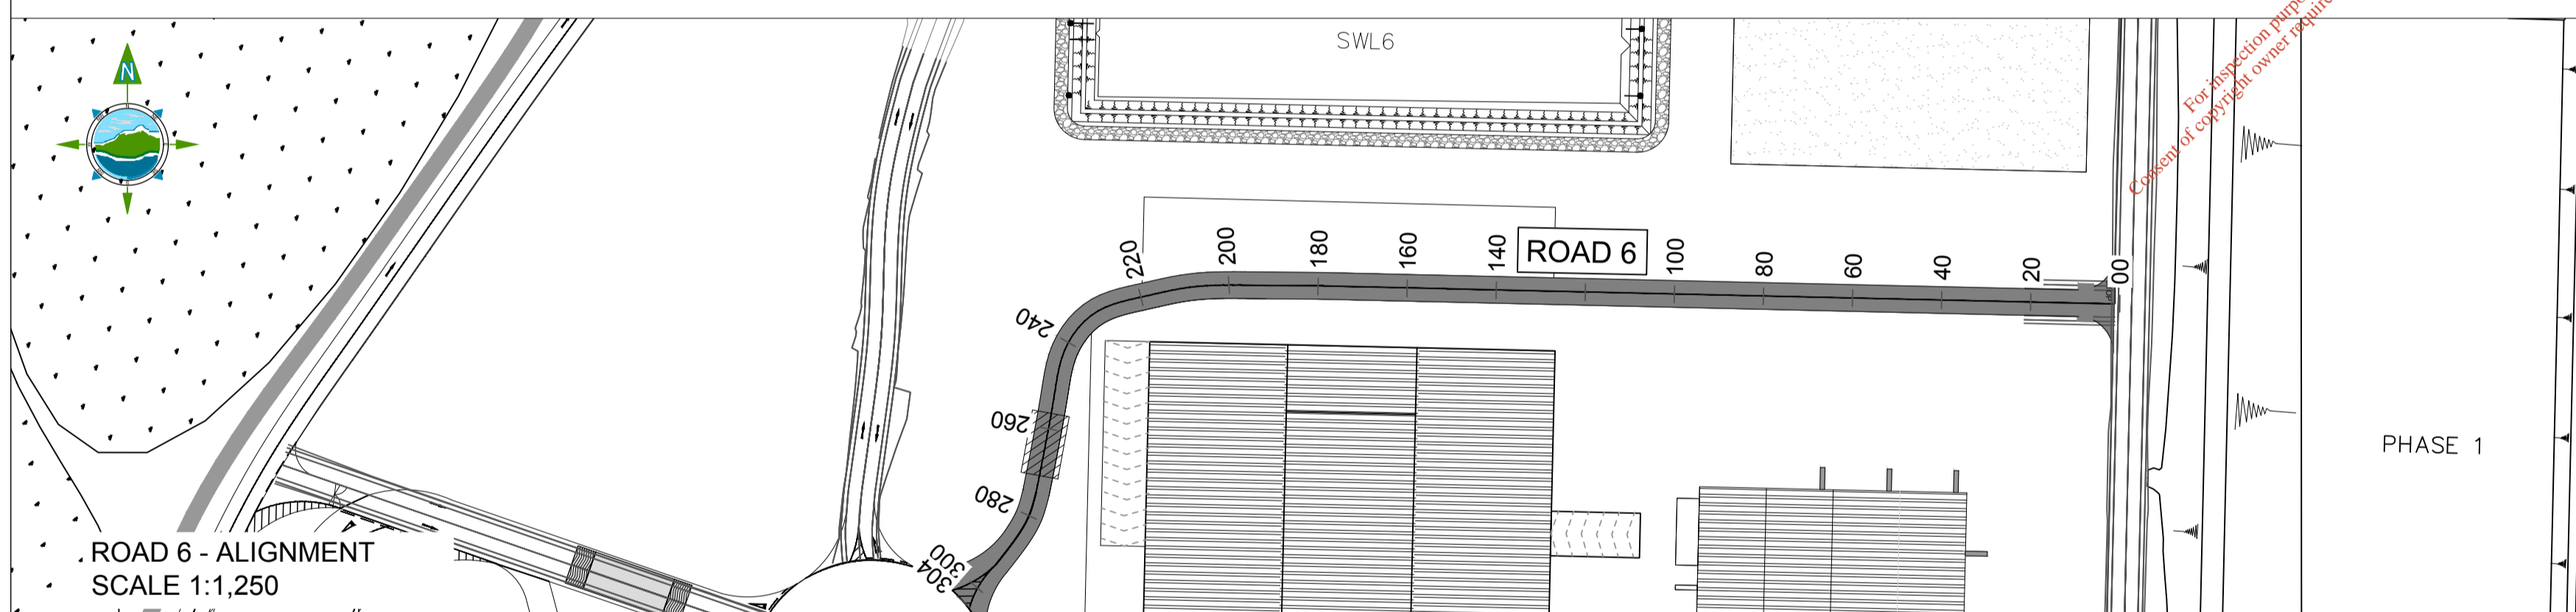 For inspection purpo
Consent of copyright owner require
N
SWL6
ROAD 6
220
200
180
160
140
100
80
60
40
20
00
240
260
280
300
304
PHASE 1
ROAD 6 - ALIGNMENT
SCALE 1:1,250